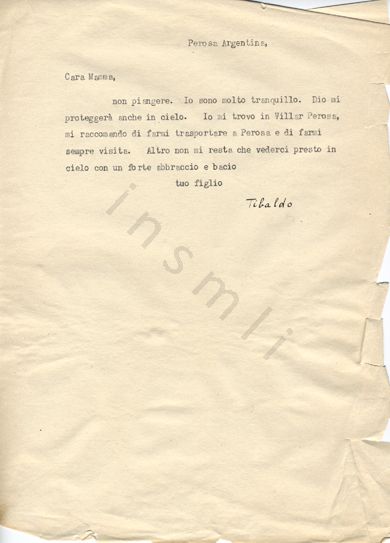 Perosa Argentina,
Cara Mamma,
non piangere. Io sono molto tranquillo. Dio mi
proteggerà anche in cielo. Io mi trovo in Villar Perosa,
mi raccomando di farmi trasportare a Perosa e di farmi
sempre visita. Altro non mi resta che vederci presto in
cielo con un forte abbraccio e bacio
tuo figlio
Tibaldo
insmli